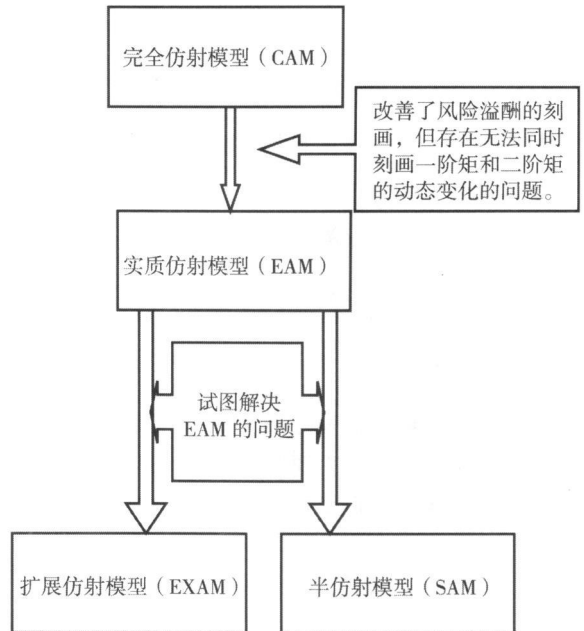 完全仿射模型（CAM）
改善了风险溢酬的刻
画，但存在无法同时
刻画一阶矩和二阶矩
的动态变化的问题。
实质仿射模型（EAM）
试图解决
EAM 的问题
扩展仿射模型（EXAM）
半仿射模型（SAM）